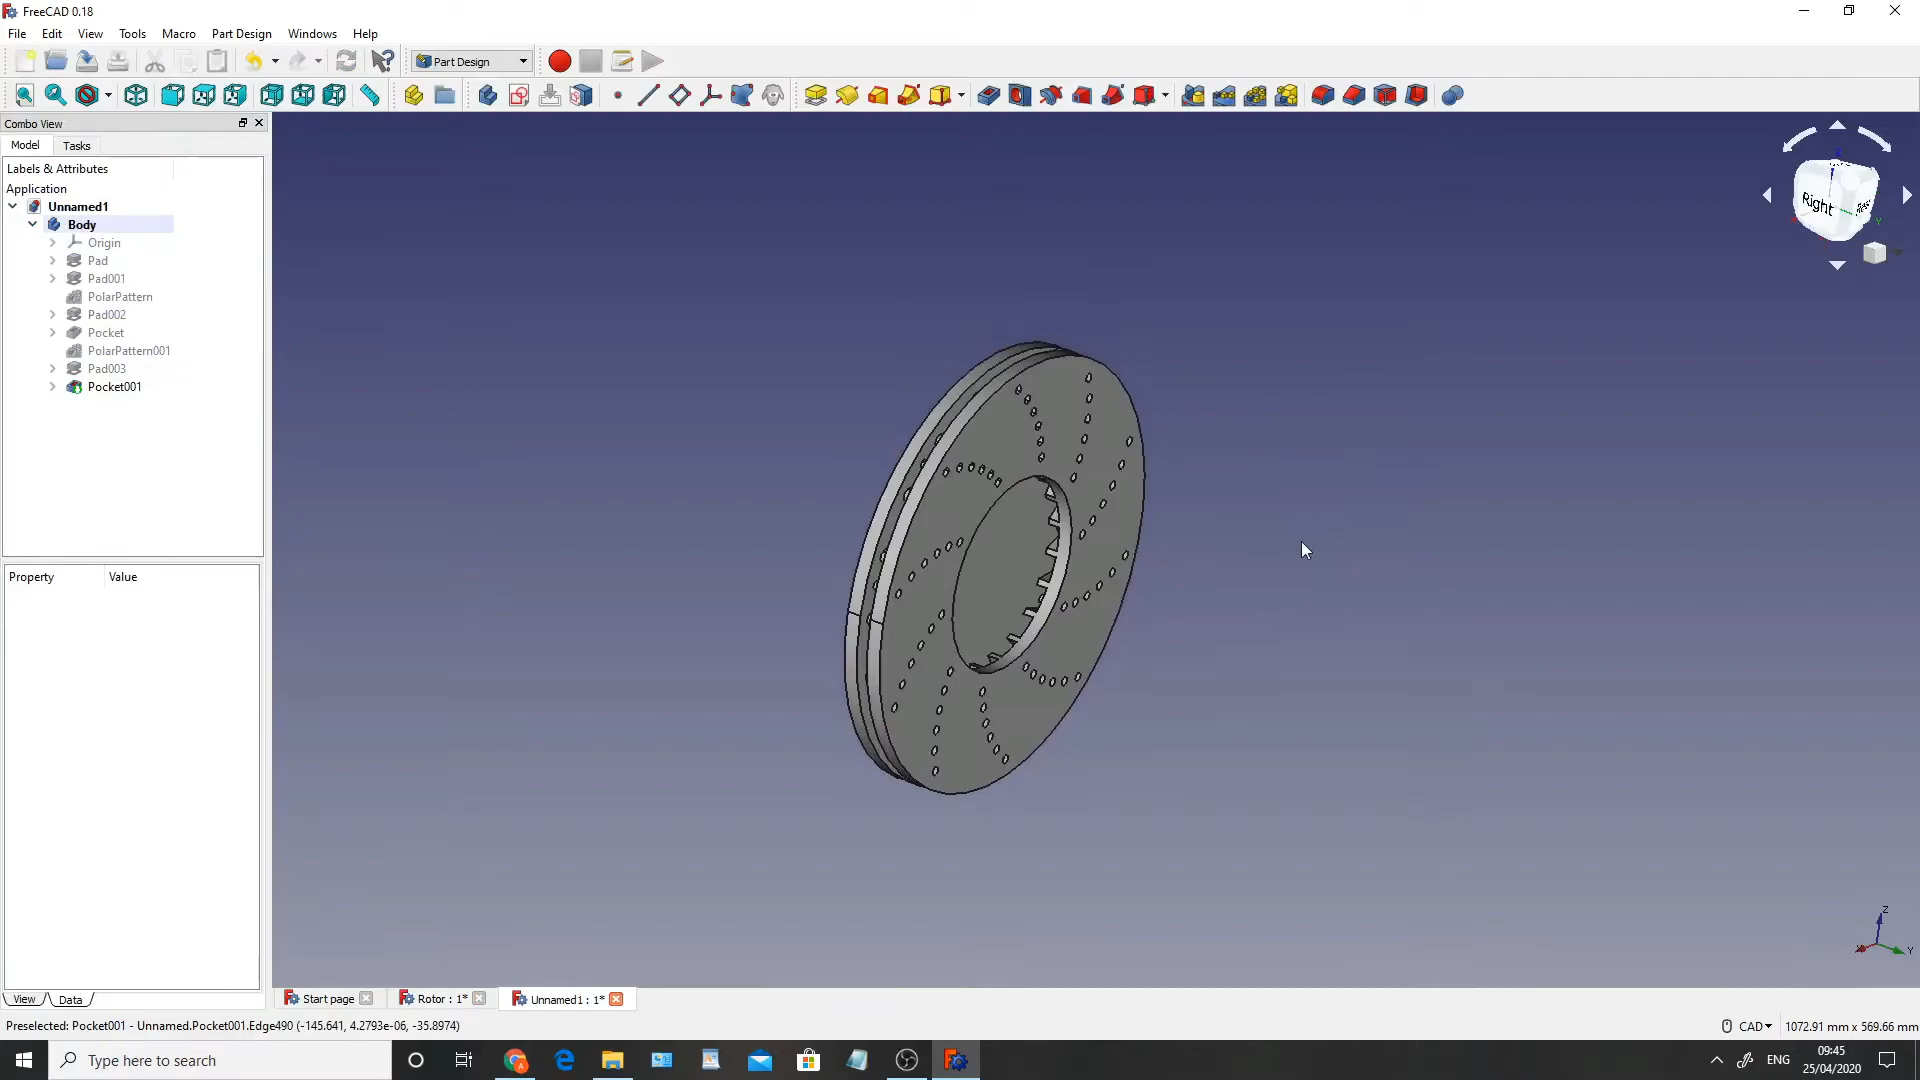 FreeCAD 0.18
File Edit View Tools Macro Part Design Windows Help
Part Design
Combo View
Model Tasks
Labels & Attributes
Application
Unnamed1
Body
Origin
Pad
Pad001
PolarPattern
Pad002
Pocket
PolarPattern001
Pad003
Pocket001
Property Value
Right
Z
Y
Z
Y
View Data
Start page Rotor : 1* Unnamed1 : 1*
Preselected: Pocket001 - Unnamed.Pocket001.Edge490 (-145.641, 4.2793e-06, -35.8974)
CAD 1072.91 mm x 569.66 mm
Type here to search
ENG
09:45
25/04/2020